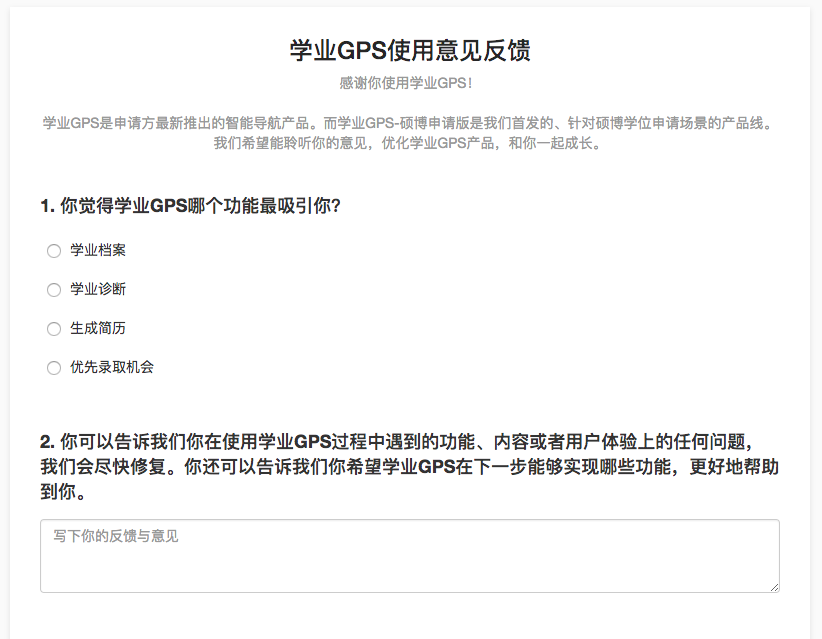 学业GPS使用意见反馈
感谢你使用学业GPS!
学业GPS是申请方最新推出的智能导航产品。而学业GPS-硕博申请版是我们首发的、针对硕博学位申请场景的产品线。
我们希望能聆听你的意见，优化学业GPS产品，和你一起成长。
1. 你觉得学业GPS哪个功能最吸引你?
学业档案
学业诊断
生成简历
优先录取机会
2. 你可以告诉我们你在使用学业GPS过程中遇到的功能、内容或者用户体验上的任何问题，
我们会尽快修复。你还可以告诉我们你希望学业GPS在下一步能够实现哪些功能，更好地帮助
到你。
写下你的反馈与意见